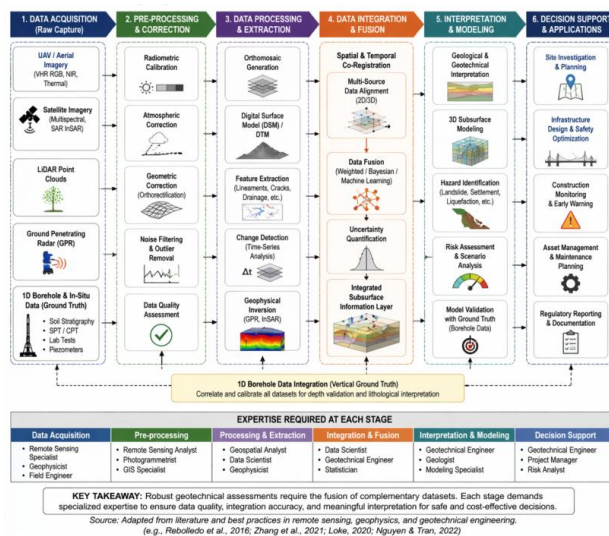 1. DATA ACQUISITION
(Raw Capture)
UAV / Aerial
Imagery
(VHR RGB, NIR,
Thermal)
Satellite Imagery
(Multispectral,
SAR InSAR)
LiDAR Point
Clouds
Ground Penetrating
Radar (GPR)
1D Borehole & In-Situ
Data (Ground Truth)
• Soil Stratigraphy
• SPT / CPT
• Lab Tests
• Piezometers
2. PRE-PROCESSING
& CORRECTION
Radiometric
Calibration
Atmospheric
Correction
Geometric
Correction
(Orthorectification)
Noise Filtering
& Outlier
Removal
Data Quality
Assessment
3. DATA PROCESSING
& EXTRACTION
Orthomosaic
Generation
Digital Surface
Model (DSM) /
DTM
Feature Extraction
(Lineaments, Cracks,
Drainage, etc.)
Change Detection
(Time-Series
Analysis)
Δt
Geophysical
Inversion
(GPR, InSAR)
4. DATA INTEGRATION
& FUSION
Spatial & Temporal
Co-Registration
Multi-Source
Data Alignment
(2D/3D)
Data Fusion
(Weighted / Bayesian /
Machine Learning)
Uncertainty
Quantification
Integrated
Subsurface
Information Layer
5. INTERPRETATION
& MODELING
Geological &
Geotechnical
Interpretation
3D Subsurface
Modeling
Hazard Identification
(Landslide, Settlement,
Liquefaction, etc.)
Risk Assessment
& Scenario
Analysis
Model Validation
with Ground Truth
(Borehole Data)
6. DECISION SUPPORT
& APPLICATIONS
Site Investigation
& Planning
Infrastructure
Design & Safety
Optimization
Construction
Monitoring
& Early Warning
Asset Management
& Maintenance
Planning
Regulatory Reporting
& Documentation
1D Borehole Data Integration (Vertical Ground Truth)
Correlate and calibrate all datasets for depth validation and lithological interpretation
EXPERTISE REQUIRED AT EACH STAGE
Data Acquisition
• Remote Sensing
Specialist
• Geophysicist
• Field Engineer
Pre-processing
• Remote Sensing Analyst
• Photogrammetrist
• GIS Specialist
Processing & Extraction
• Geospatial Analyst
• Data Scientist
• Geophysicist
Integration & Fusion
• Data Scientist
• Geotechnical Engineer
• Statistician
Interpretation & Modeling
• Geotechnical Engineer
• Geologist
• Modeling Specialist
Decision Support
• Geotechnical Engineer
• Project Manager
• Risk Analyst
KEY TAKEAWAY: Robust geotechnical assessments require the fusion of complementary datasets. Each stage demands
specialized expertise to ensure data quality, integration accuracy, and meaningful interpretation for safe and cost-effective decisions.
Source: Adapted from literature and best practices in remote sensing, geophysics, and geotechnical engineering.
(e.g., Rebolledo et al., 2016; Zhang et al., 2021; Loke, 2020; Nguyen & Tran, 2022)